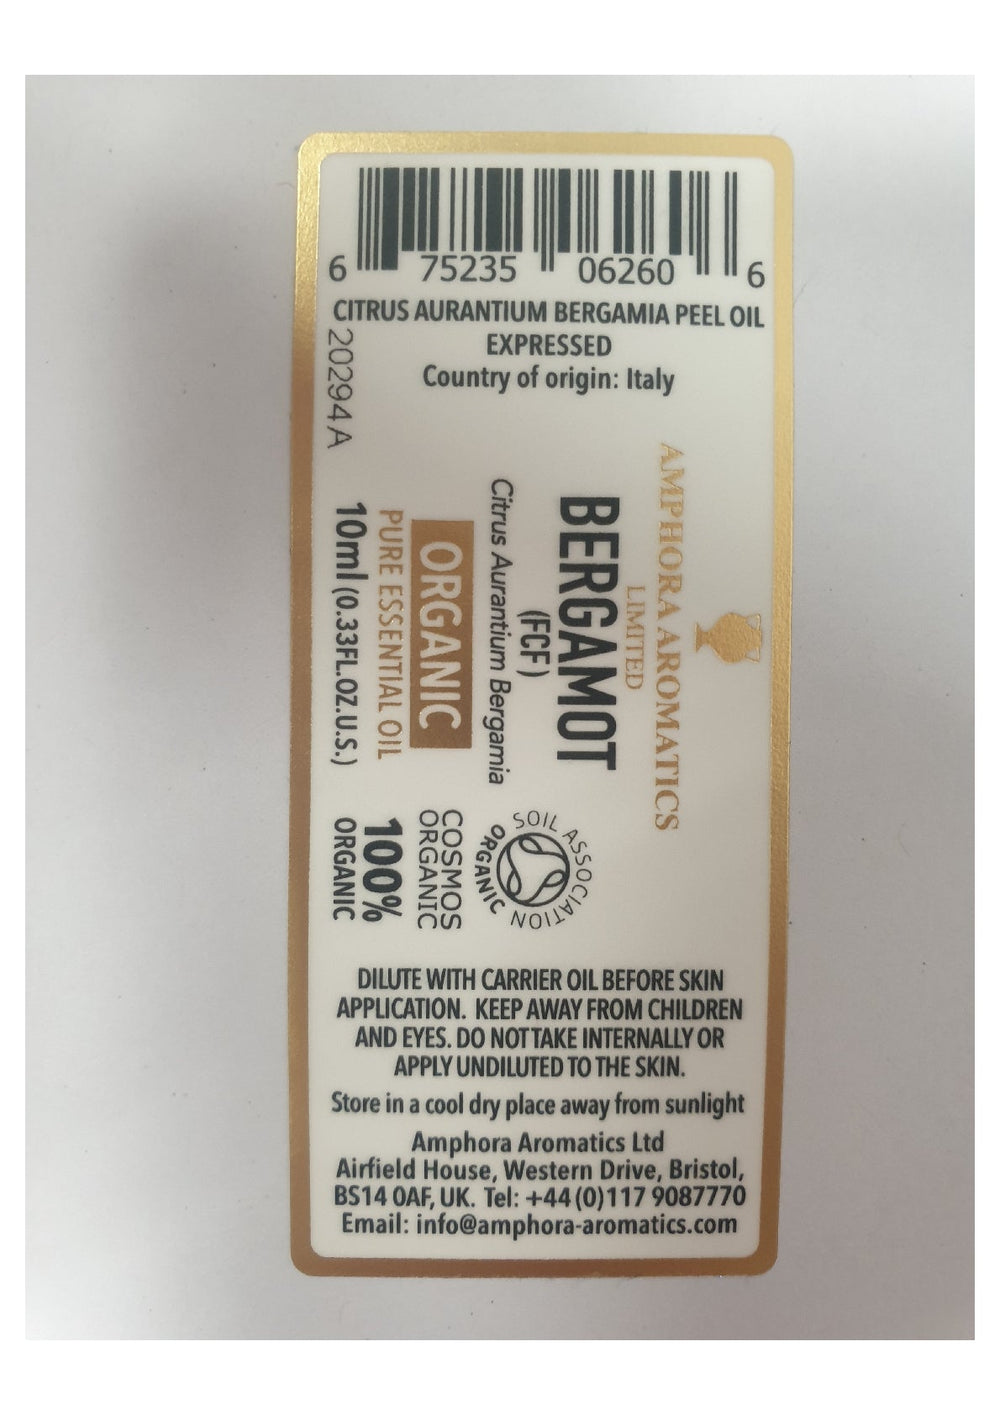 6 75235 06260 6
CITRUS AURANTIUM BERGAMIA PEEL OIL
EXPRESSED
Country of origin: Italy
20294A
AMPHORA AROMATICS
LIMITED
BERGAMOT
(FCF)
Citrus Aurantium Bergamia
ORGANIC
PURE ESSENTIAL OIL
10ml (0.33FL.OZ.U.S.)
SOIL ASSOCIATION
ORGANIC
COSMOS
ORGANIC
100%
ORGANIC
DILUTE WITH CARRIER OIL BEFORE SKIN
APPLICATION. KEEP AWAY FROM CHILDREN
AND EYES. DO NOT TAKE INTERNALLY OR
APPLY UNDILUTED TO THE SKIN.
Store in a cool dry place away from sunlight
Amphora Aromatics Ltd
Airfield House, Western Drive, Bristol,
BS14 0AF, UK. Tel: +44 (0)117 9087770
Email: info@amphora-aromatics.com